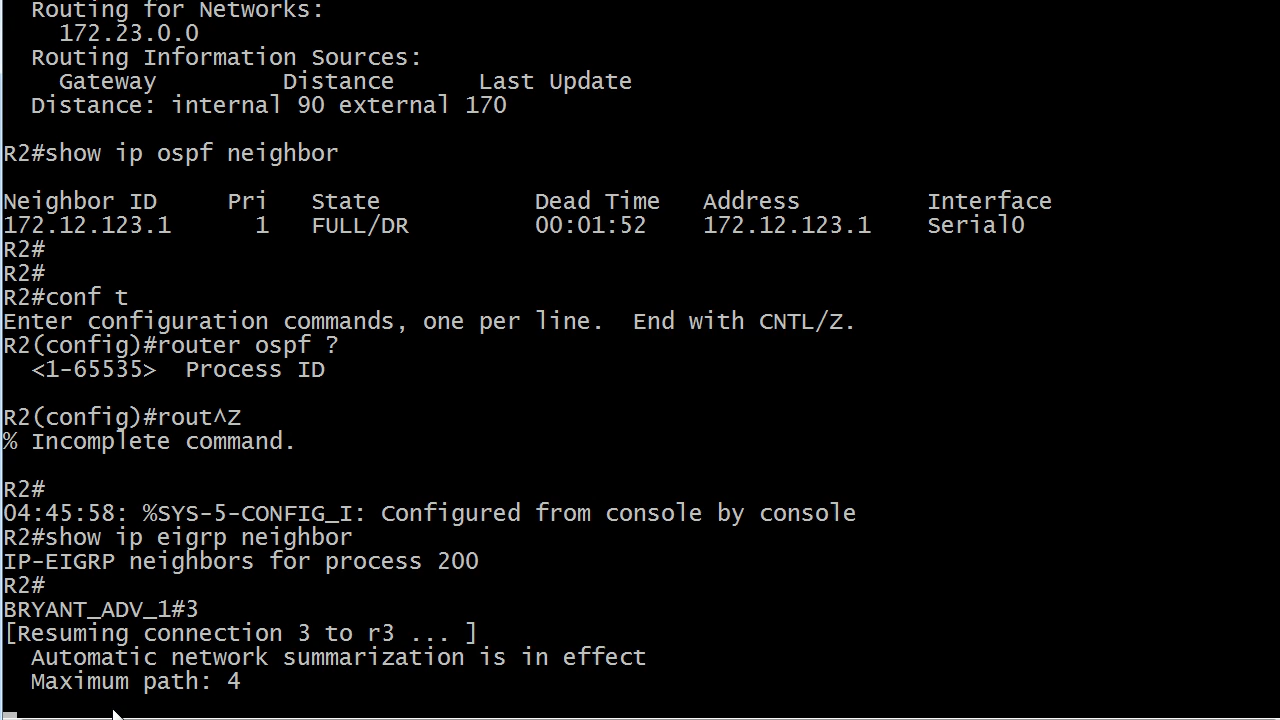 Routing for Networks:
172.23.0.0
Routing Information Sources:
Gateway Distance Last Update
Distance: internal 90 external 170
R2#show ip ospf neighbor
Neighbor ID Pri State Dead Time Address Interface
172.12.123.1 1 FULL/DR 00:01:52 172.12.123.1 Serial0
R2#
R2#
R2#conf t
Enter configuration commands, one per line. End with CNTL/Z.
R2(config)#router ospf ?
<1-65535> Process ID
R2(config)#rout^Z
% Incomplete command.
R2#
04:45:58: %SYS-5-CONFIG_I: Configured from console by console
R2#show ip eigrp neighbor
IP-EIGRP neighbors for process 200
R2#
BRYANT_ADV_1#3
[Resuming connection 3 to r3 ... ]
Automatic network summarization is in effect
Maximum path: 4